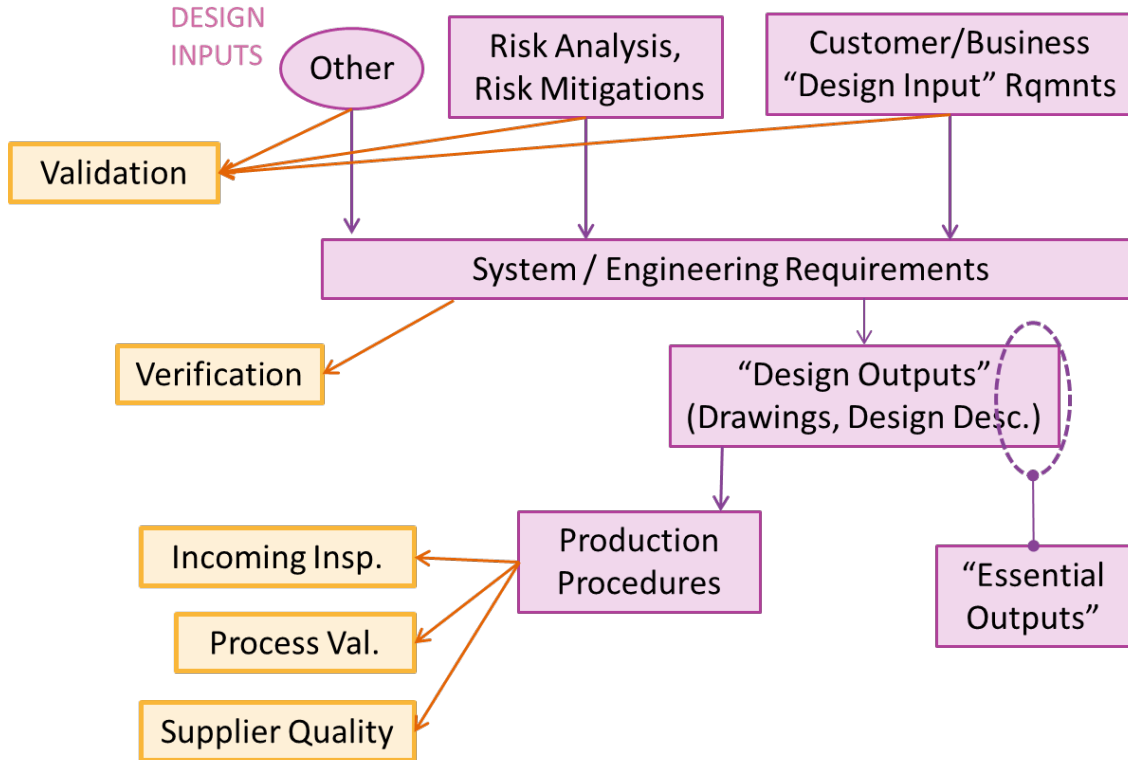 DESIGN
INPUTS
Other
Risk Analysis,
Risk Mitigations
Customer/Business
“Design Input” Rqmnts
Validation
System / Engineering Requirements
Verification
“Design Outputs”
(Drawings, Design Desc.)
Production
Procedures
“Essential
Outputs”
Incoming Insp.
Process Val.
Supplier Quality